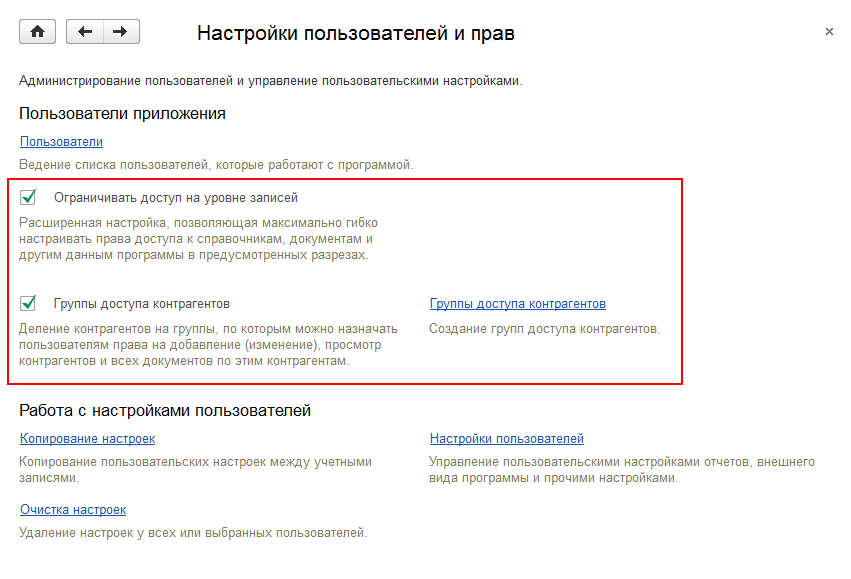 Настройки пользователей и прав
Администрирование пользователей и управление пользовательскими настройками.
Пользователи приложения
Пользователи
Ведение списка пользователей, которые работают с программой.
Ограничивать доступ на уровне записей
Расширенная настройка, позволяющая максимально гибко
настраивать права доступа к справочникам, документам и
другим данным программы в предусмотренных разрезах.
Группы доступа контрагентов
Деление контрагентов на группы, по которым можно назначать
пользователям права на добавление (изменение), просмотр
контрагентов и всех документов по этим контрагентам.
Группы доступа контрагентов
Создание групп доступа контрагентов.
Работа с настройками пользователей
Копирование настроек
Копирование пользовательских настроек между учетными
записями.
Настройки пользователей
Управление пользовательскими настройками отчетов, внешнего
вида программы и прочими настройками.
Очистка настроек
Удаление настроек у всех или выбранных пользователей.